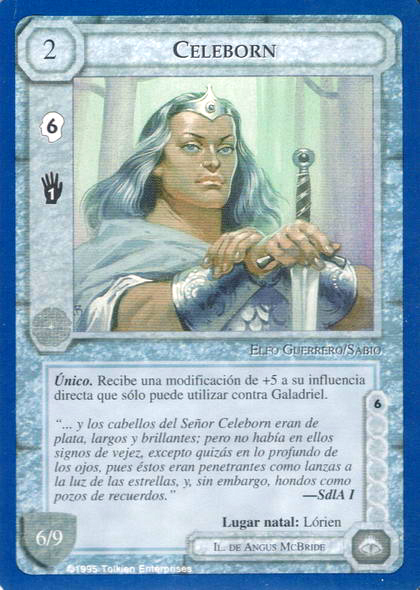 2
CELEBORN
6
1
ELFO GUERRERO/SABIO
Único. Recibe una modificación de +5 a su influencia
directa que sólo puede utilizar contra Galadriel.
6
“... y los cabellos del Señor Celeborn eran de
plata, largos y brillantes; pero no había en ellos
signos de vejez, excepto quizás en lo profundo de
los ojos, pues éstos eran penetrantes como lanzas a
la luz de las estrellas, y, sin embargo, hondos como
pozos de recuerdos.” —SdlA I
Lugar natal: Lórien
6/9
IL. DE ANGUS MCBRIDE
©1995 Tolkien Enterprises